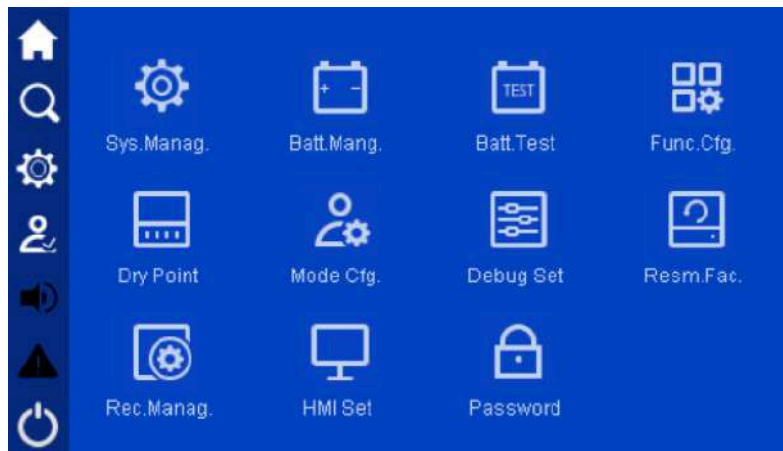 Sys.Manag.
Batt.Mang.
TEST
Batt.Test
Func.Cfg.
Dry Point
Mode Cfg.
Debug Set
Resm.Fac.
Rec.Manag.
HMI Set
Password